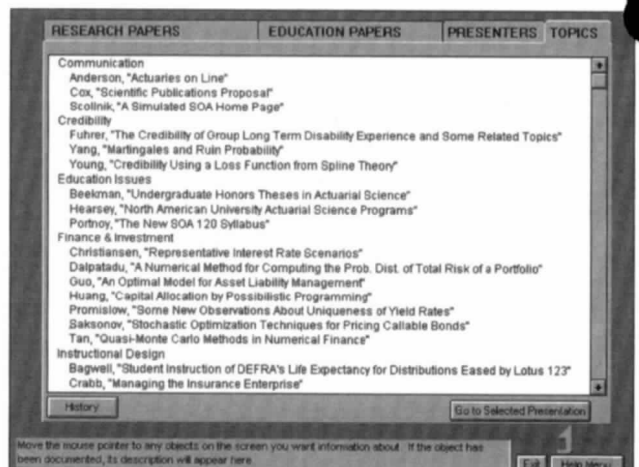 RESEARCH PAPERS EDUCATION PAPERS PRESENTERS TOPICS
Communication
Anderson, "Actuaries on Line"
Cox, "Scientific Publications Proposal"
Scollnik, "A Simulated SOA Home Page"
Credibility
Fuhrer, "The Credibility of Group Long Term Disability Experience and Some Related Topics"
Yang, "Martingales and Ruin Probability"
Young, "Credibility Using a Loss Function from Spline Theory"
Education Issues
Beekman, "Undergraduate Honors Theses in Actuarial Science"
Hearsey, "North American University Actuarial Science Programs"
Portnoy, "The New SOA 120 Syllabus"
Finance & Investment
Christiansen, "Representative Interest Rate Scenarios"
Dalpatadu, "A Numerical Method for Computing the Prob. Dist. of Total Risk of a Portfolio"
Guo, "An Optimal Model for Asset Liability Management"
Huang, "Capital Allocation by Possibilistic Programming"
Promislow, "Some New Observations About Uniqueness of Yield Rates"
Saksonov, "Stochastic Optimization Techniques for Pricing Callable Bonds"
Tan, "Quasi-Monte Carlo Methods in Numerical Finance"
Instructional Design
Bagwell, "Student Instruction of DEFRA's Life Expectancy for Distributions Eased by Lotus 123"
Crabb, "Managing the Insurance Enterprise"
History Go to Selected Presentation
Move the mouse pointer to any objects on the screen you want information about. If the object has
been documented, its description will appear here.
Exit Help Menu